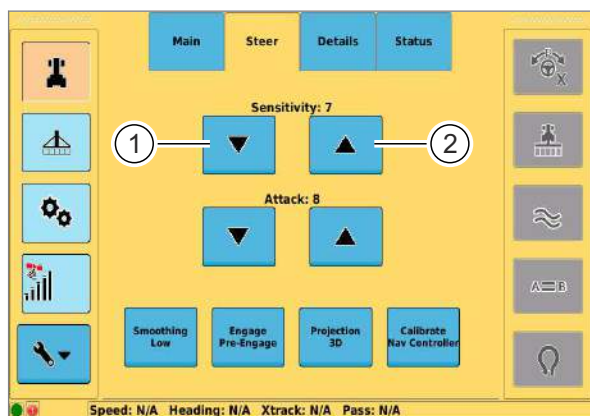 Main Steer Details Status
Sensitivity: 7
1 2
Attack: 8
Smoothing Engage Projection Calibrate
Low Pre-Engage 3D Nav Controller
X
A=B
Speed: N/A Heading: N/A Xtrack: N/A Pass: N/A